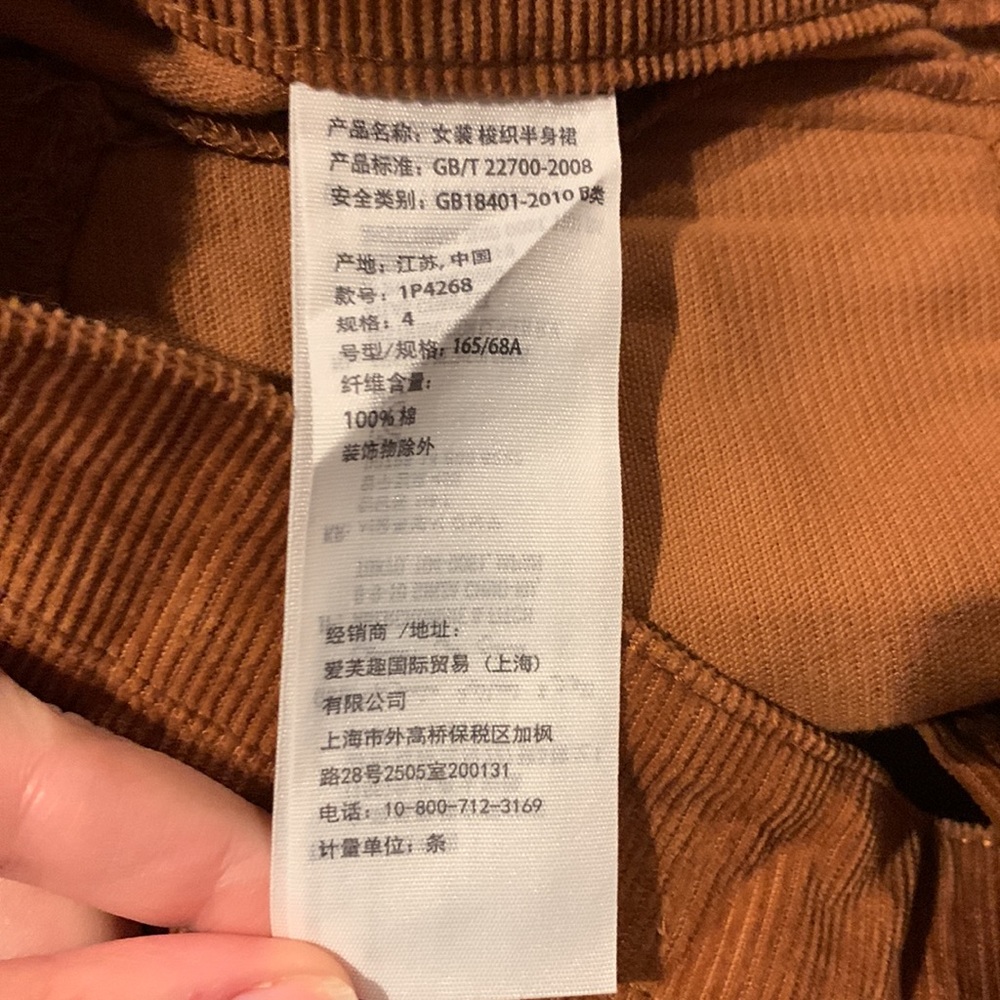 产品名称：女装 梭织半身裙
产品标准：GB/T 22700-2008
安全类别：GB18401-2010 B类
产地：江苏，中国
款号：1P4268
规格：4
号型/规格：165/68A
纤维含量：
100% 棉
装饰物除外
经销商 /地址：
爱芙趣国际贸易 （上海）
有限公司
上海市外高桥保税区加枫
路28号2505室200131
电话：10-800-712-3169
计量单位：条